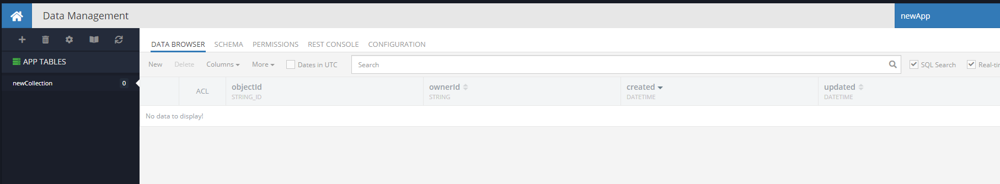 Data Management
newApp
DATA BROWSER SCHEMA PERMISSIONS REST CONSOLE CONFIGURATION
APP TABLES
New Delete Columns More Dates in UTC Search SQL Search Real-tim
newCollection 0
ACL objectId ownerId created updated
STRING_ID STRING DATETIME DATETIME
No data to display!